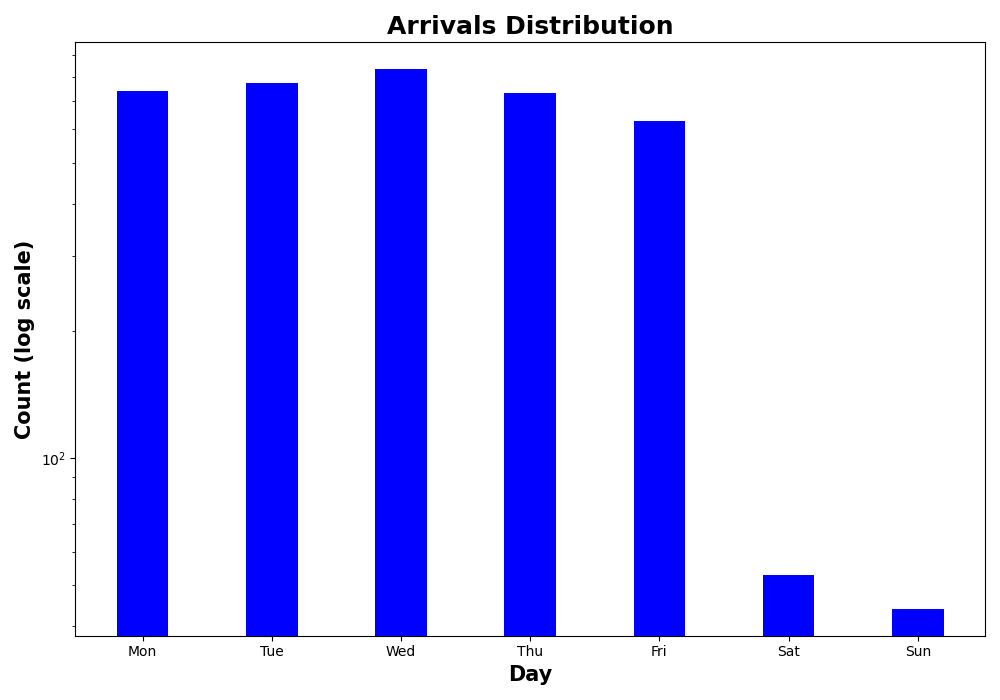 Arrivals Distribution
Count (log scale)
10²
Mon Tue Wed Thu Fri Sat Sun
Day